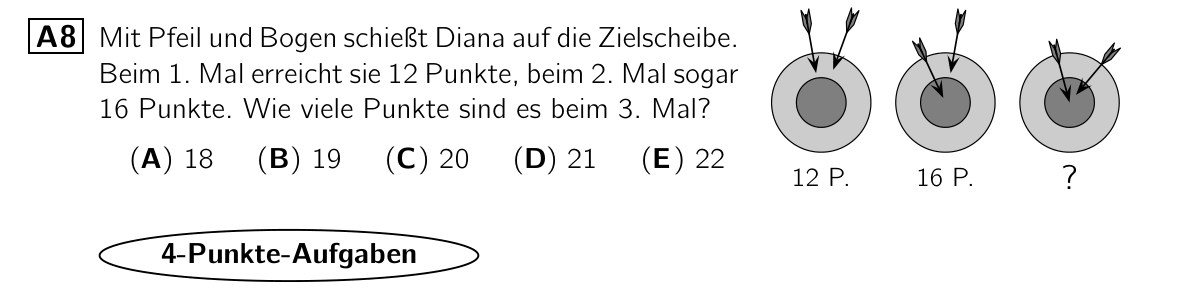 A8 Mit Pfeil und Bogen schießt Diana auf die Zielscheibe.
Beim 1. Mal erreicht sie 12 Punkte, beim 2. Mal sogar
16 Punkte. Wie viele Punkte sind es beim 3. Mal?
(A) 18 (B) 19 (C) 20 (D) 21 (E) 22
12 P. 16 P. ?
4-Punkte-Aufgaben